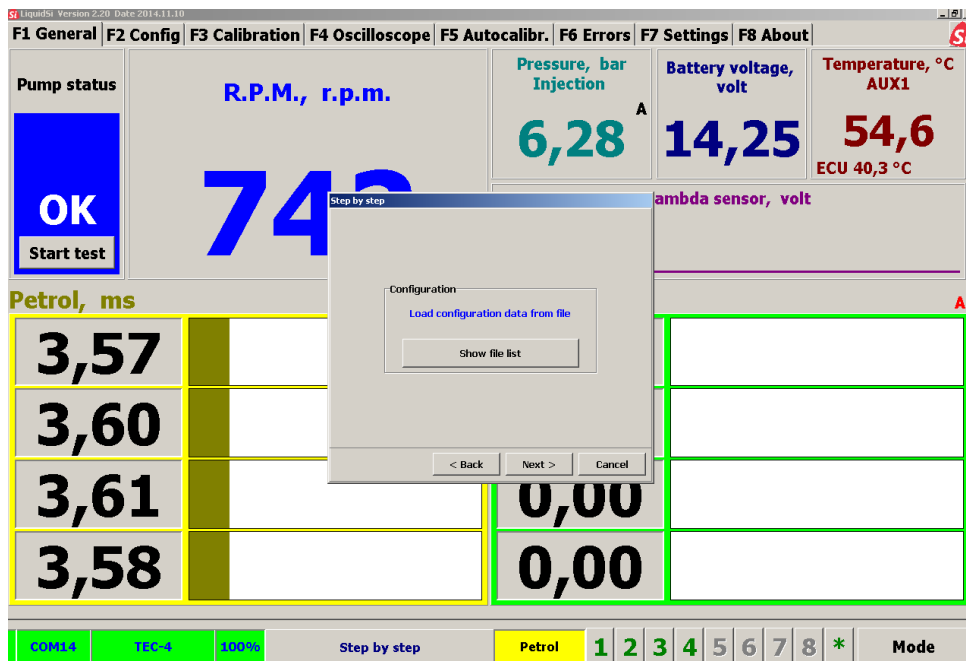 Si LiquidSi Version 2.20 Date 2014.11.10
F1 General F2 Config F3 Calibration F4 Oscilloscope F5 Autocalibr. F6 Errors F7 Settings F8 About
Pump status
OK
Start test
R.P.M., r.p.m.
Pressure, bar
Injection
A
6,28
Battery voltage,
volt
14,25
Temperature, °C
AUX1
54,6
ECU 40,3 °C
ambda sensor, volt
Step by step
Configuration
Load configuration data from file
Show file list
< Back Next > Cancel
Petrol, ms
A
3,57
3,60
3,61
3,58
0,00
0,00
COM14 TEC-4 100% Step by step Petrol 1 2 3 4 5 6 7 8 * Mode